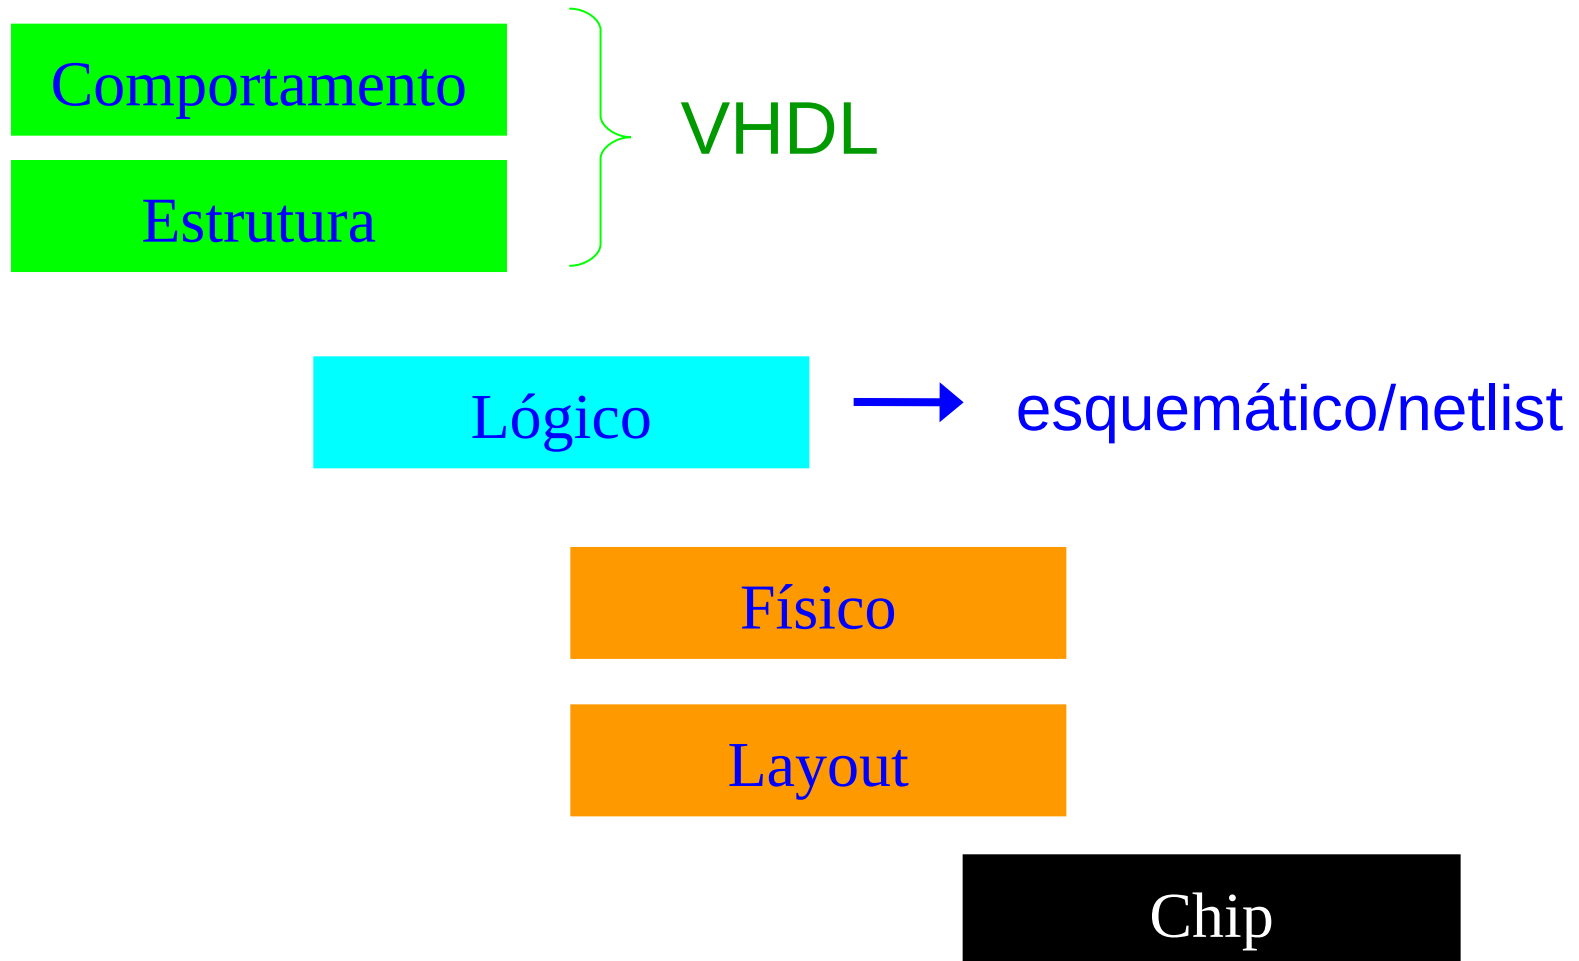 Comportamento
VHDL
Estrutura
Lógico
esquemático/netlist
Físico
Layout
Chip